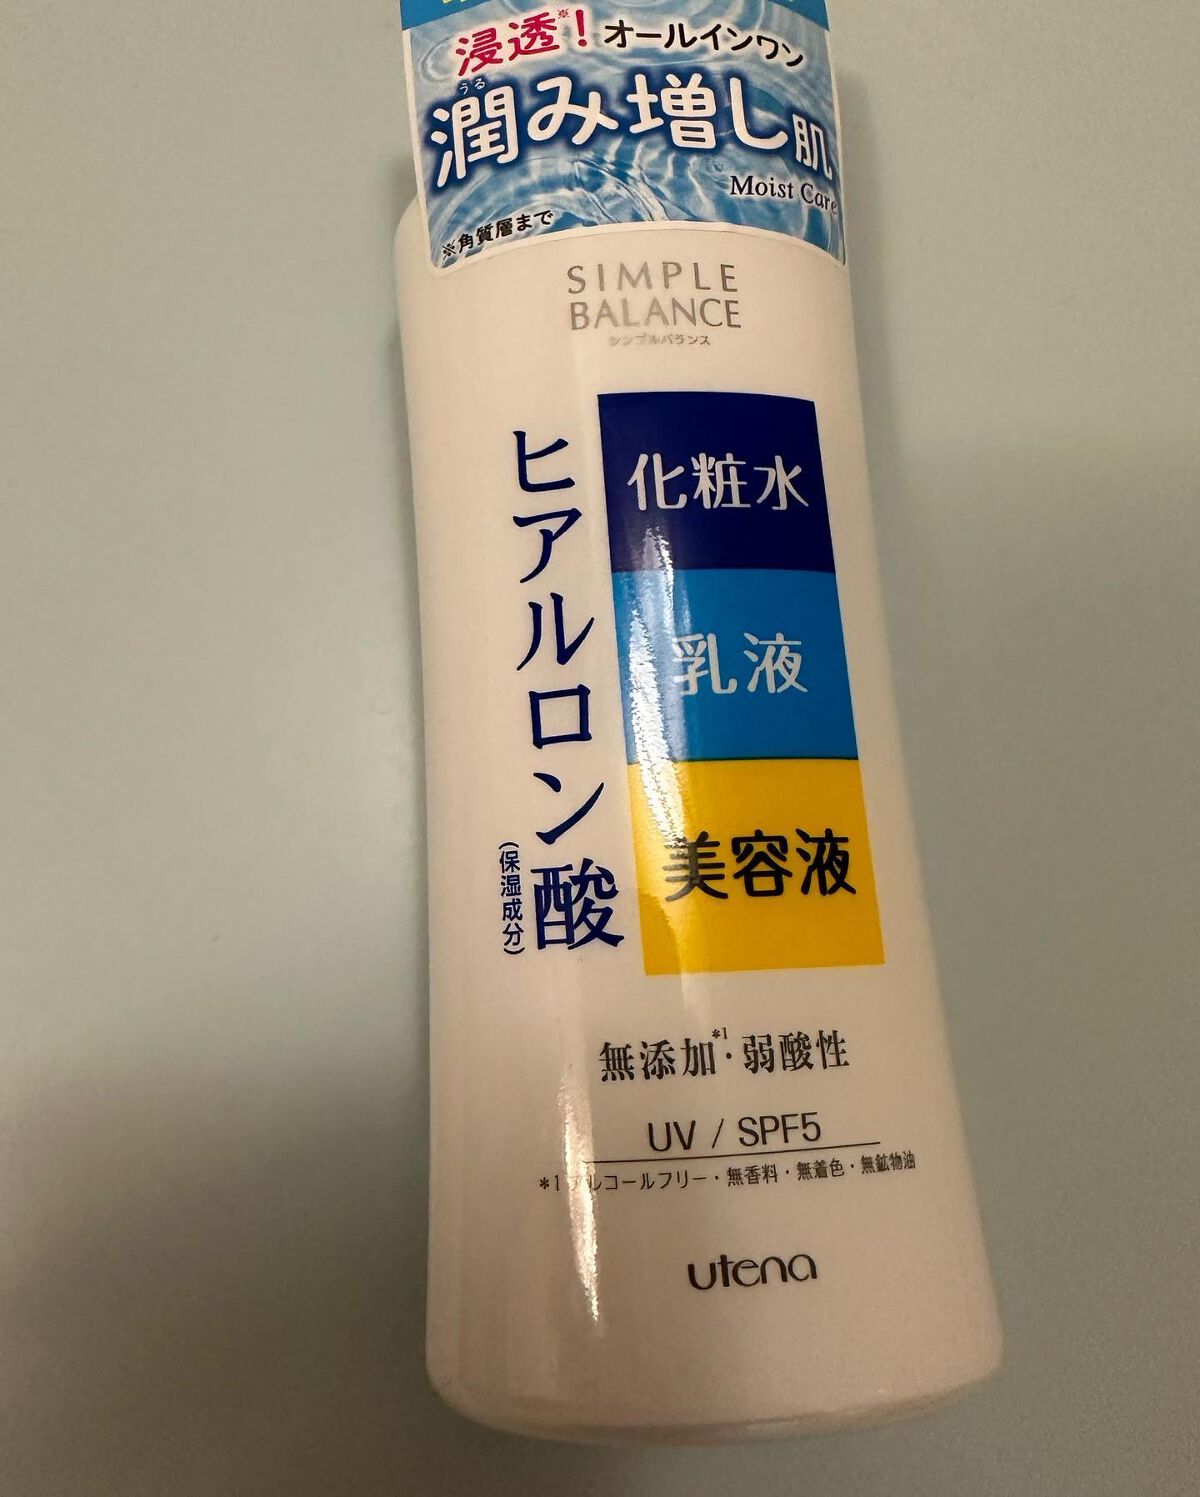 浸透※！オールインワン
潤み増し肌
うる
Moist Care
※角質層まで
SIMPLE
BALANCE
シンプルバランス
ヒアルロン酸
(保湿成分)
化粧水
乳液
美容液
無添加*1・弱酸性
UV / SPF5
*1 アルコールフリー・無香料・無着色・無鉱物油
utena